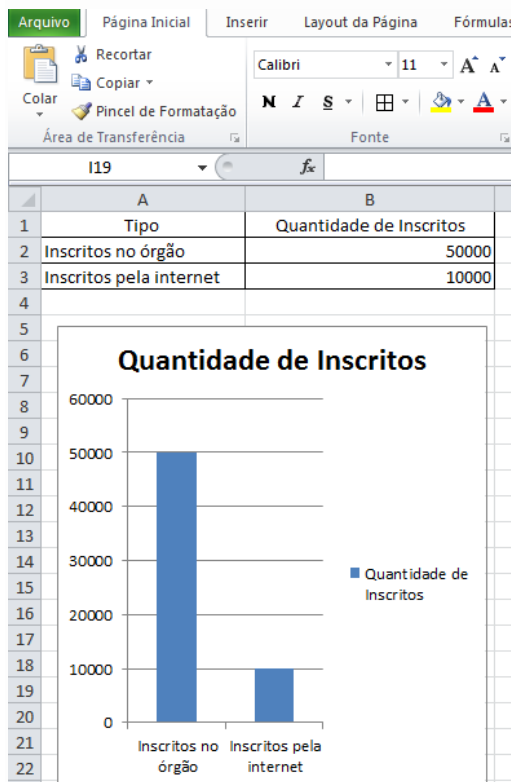 Arquivo Página Inicial Inserir Layout da Página Fórmulas
Recortar
Copiar
Colar
Pincel de Formatação
Área de Transferência
Calibri 11 A A
N I S A
Fonte
I19 fx
A B
1 Tipo Quantidade de Inscritos
2 Inscritos no órgão 50000
3 Inscritos pela internet 10000
4
5
6
7
8
9
10
11
12
13
14
15
16
17
18
19
20
21
22
Quantidade de Inscritos
60000
50000
40000
30000
20000
10000
0
Inscritos no órgão
Inscritos pela internet
Quantidade de
Inscritos